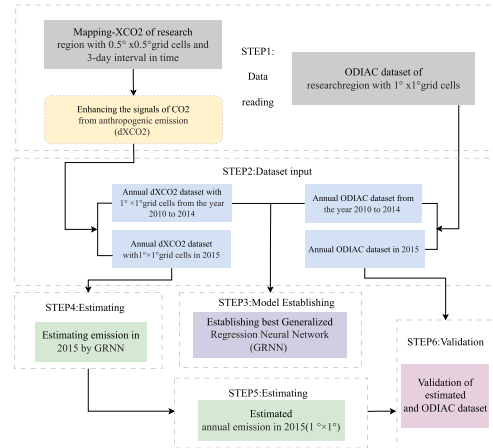 Mapping-XCO2 of research
region with 0.5° x0.5°grid cells and
3-day interval in time
STEP1:
Data
reading
ODIAC dataset of
researchregion with 1° x1°grid cells
Enhancing the signals of CO2
from anthropogenic emission
(dXCO2)
STEP2:Dataset input
Annual dXCO2 dataset with
1° ×1°grid cells from the year
2010 to 2014
Annual ODIAC dataset from
the year 2010 to 2014
Annual dXCO2 dataset
with1°×1°grid cells in 2015
Annual ODIAC dataset in 2015
STEP4:Estimating
Estimating emission in
2015 by GRNN
STEP3:Model Establishing
Establishing best Generalized
Regression Neural Network
(GRNN)
STEP6:Validation
Validation of
estimated
and ODIAC dataset
STEP5:Estimating
Estimated
annual emission in 2015(1 °×1°)